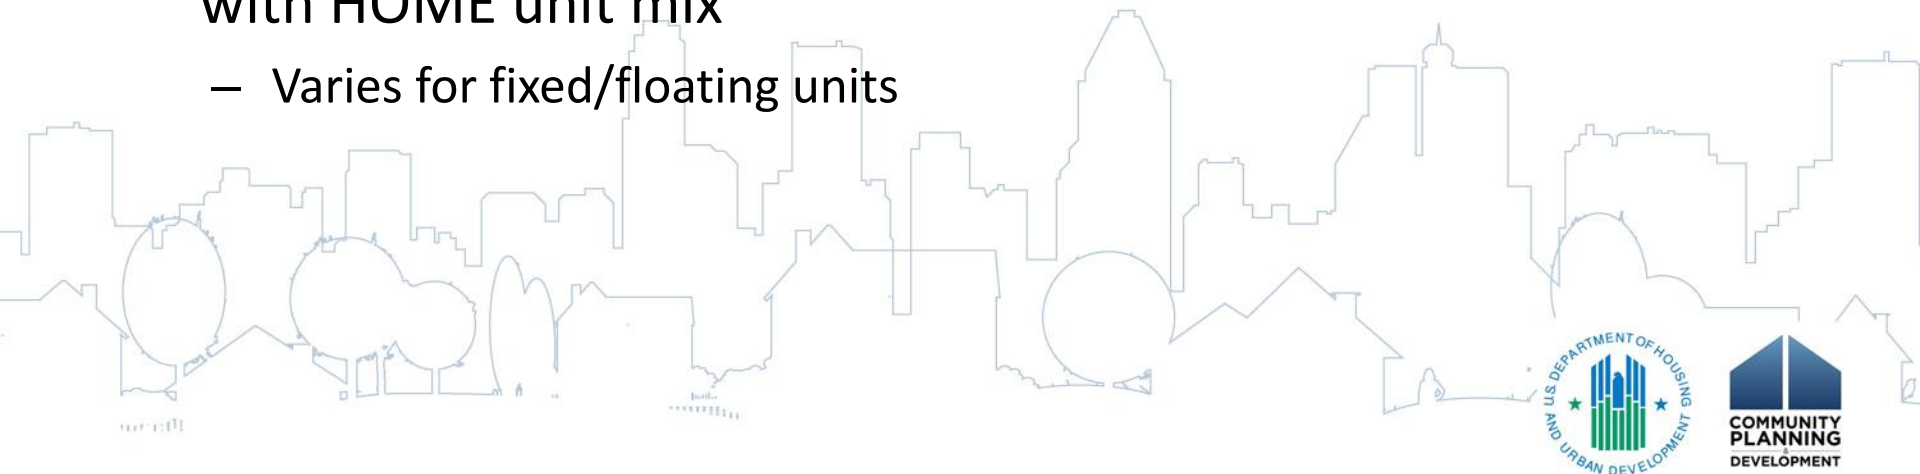 with HOME unit mix
– Varies for fixed/floating units
U.S. DEPARTMENT OF HOUSING AND URBAN DEVELOPMENT
COMMUNITY
PLANNING
&
DEVELOPMENT